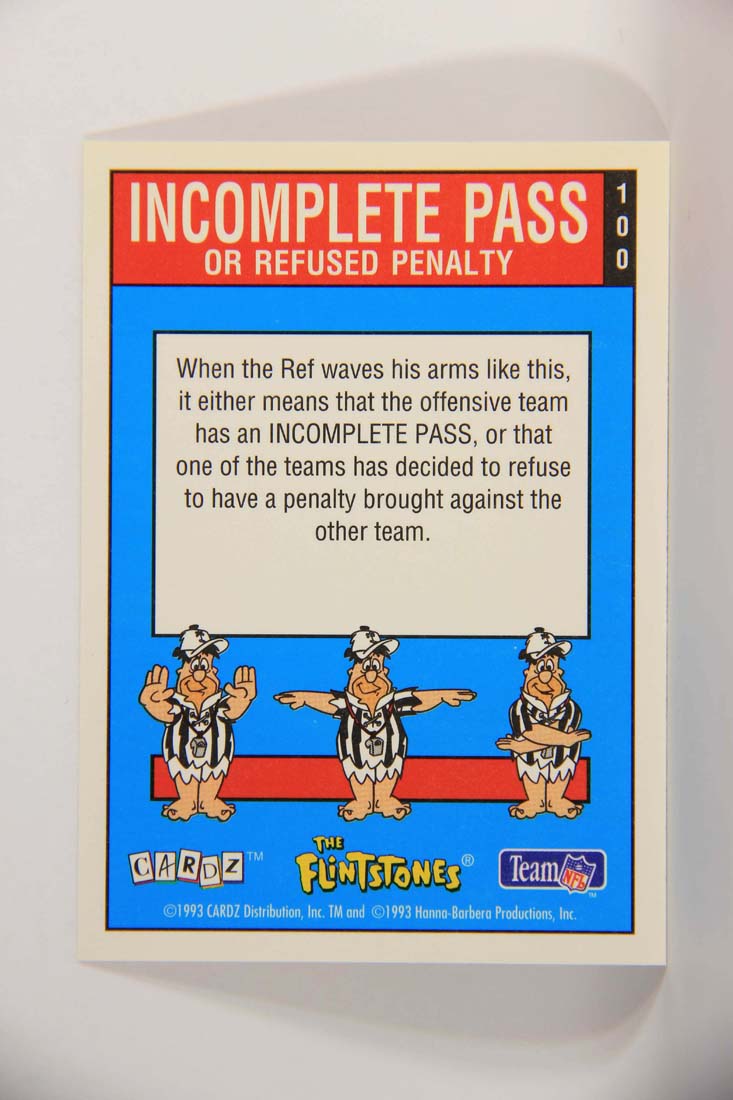 INCOMPLETE PASS
OR REFUSED PENALTY
100
When the Ref waves his arms like this,
it either means that the offensive team
has an INCOMPLETE PASS, or that
one of the teams has decided to refuse
to have a penalty brought against the
other team.
CARDZ™
THE
FLINTSTONES®
Team NFL™
©1993 CARDZ Distribution, Inc. TM and ©1993 Hanna-Barbera Productions, Inc.